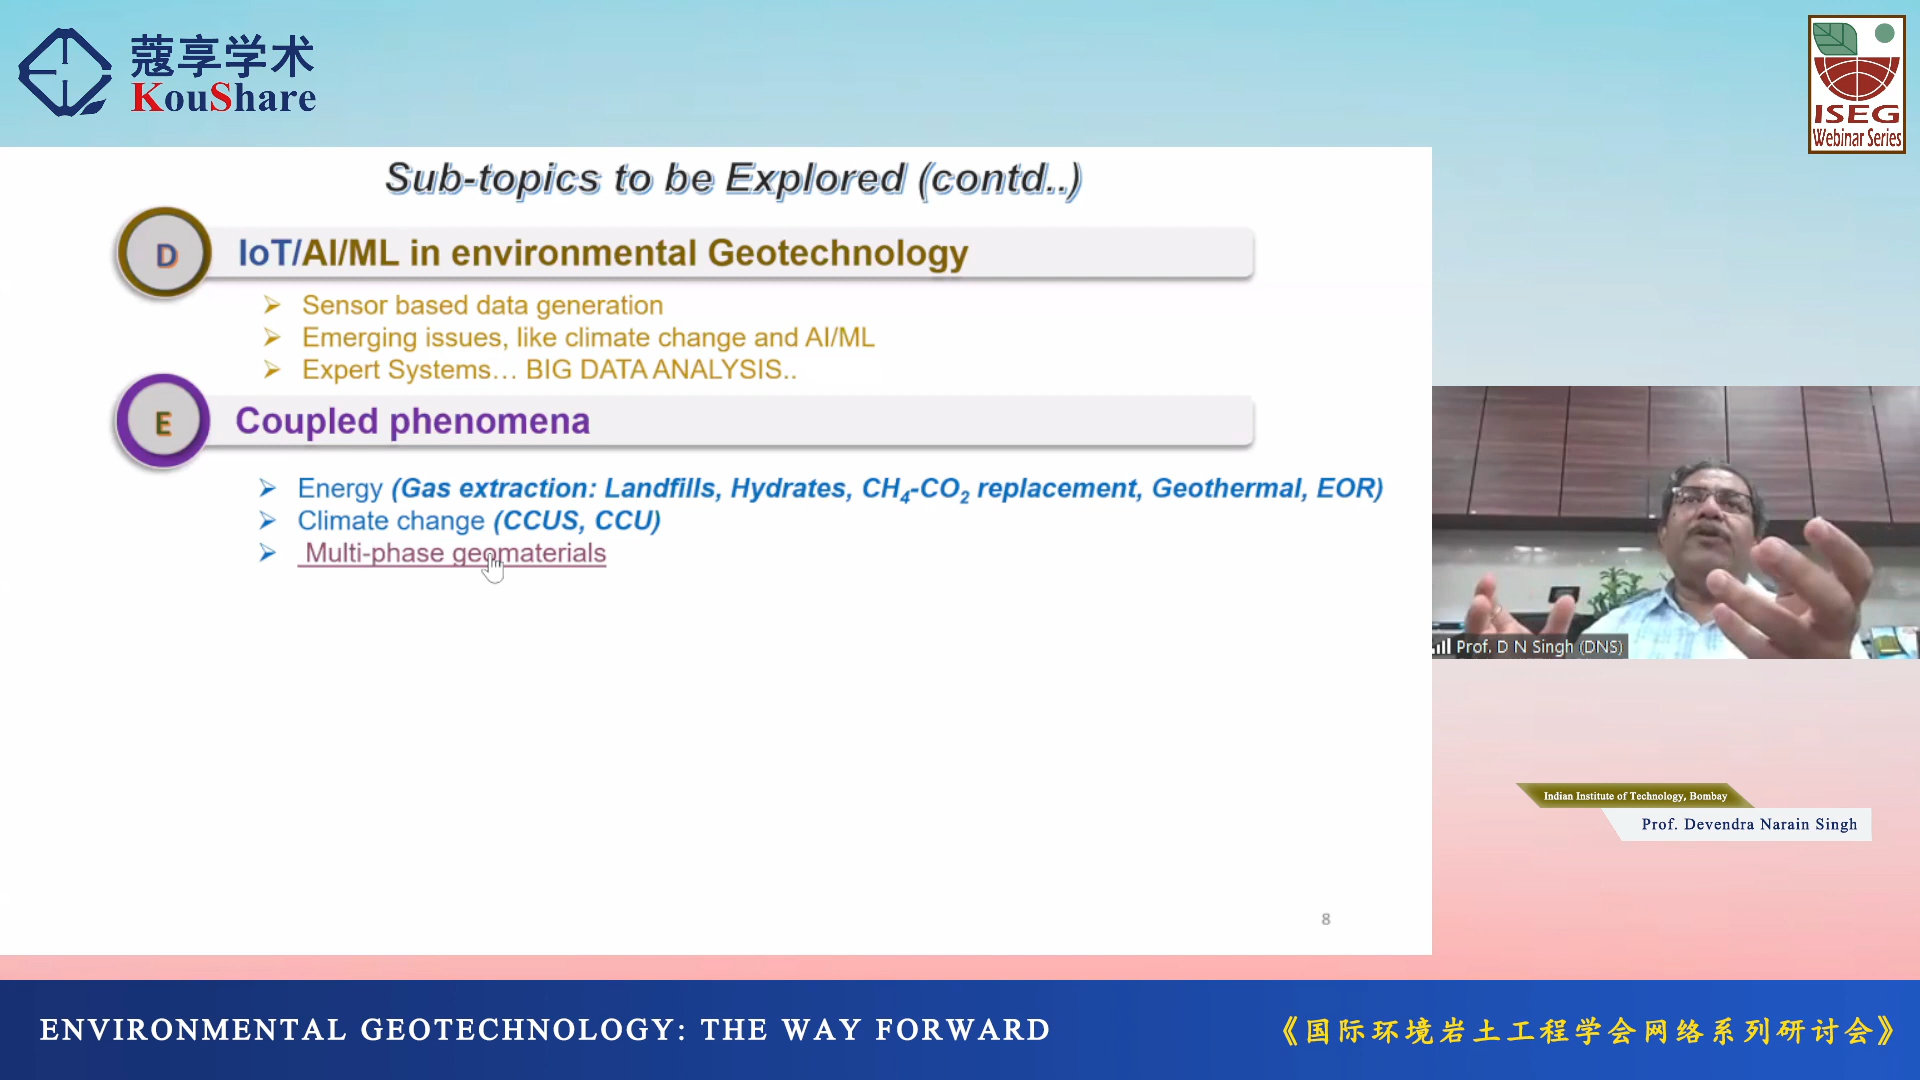 蔻享学术
KouShare
ISEG
Webinar Series
Sub-topics to be Explored (contd..)
D
IoT/AI/ML in environmental Geotechnology
➢ Sensor based data generation
➢ Emerging issues, like climate change and AI/ML
➢ Expert Systems… BIG DATA ANALYSIS..
E
Coupled phenomena
➢ Energy (Gas extraction: Landfills, Hydrates, CH₄-CO₂ replacement, Geothermal, EOR)
➢ Climate change (CCUS, CCU)
➢ Multi-phase geomaterials
8
Prof. D N Singh (DNS)
Indian Institute of Technology, Bombay
Prof. Devendra Narain Singh
ENVIRONMENTAL GEOTECHNOLOGY: THE WAY FORWARD
《国际环境岩土工程学会网络系列研讨会》